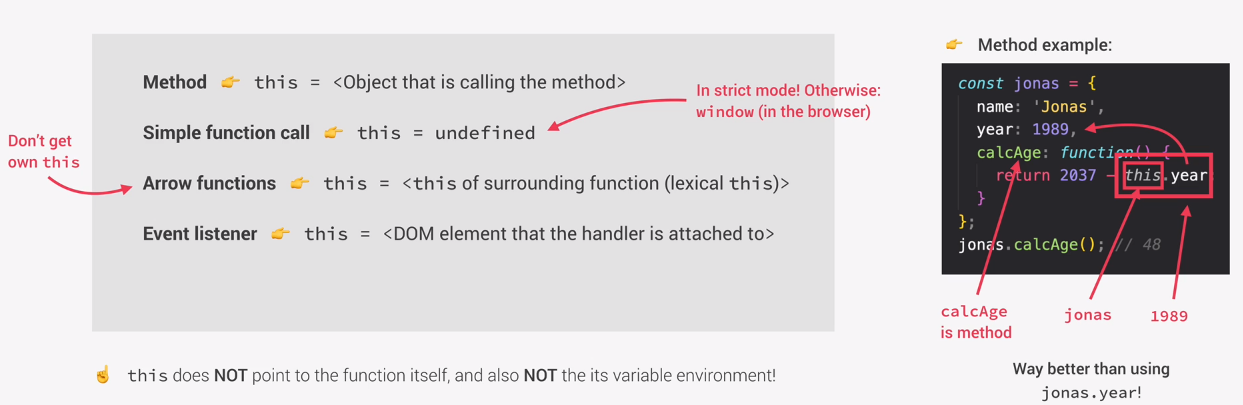 Method 👉 this = <Object that is calling the method>
In strict mode! Otherwise:
window (in the browser)
Simple function call 👉 this = undefined
Don't get
own this
Arrow functions 👉 this = <this of surrounding function (lexical this)>
Event listener 👉 this = <DOM element that the handler is attached to>
☝️ this does NOT point to the function itself, and also NOT the its variable environment!
👉 Method example:
const jonas = {
name: 'Jonas',
year: 1989,
calcAge: function() {
return 2037 - this.year
}
};
jonas.calcAge(); // 48
calcAge
is method
jonas
1989
Way better than using
jonas.year!